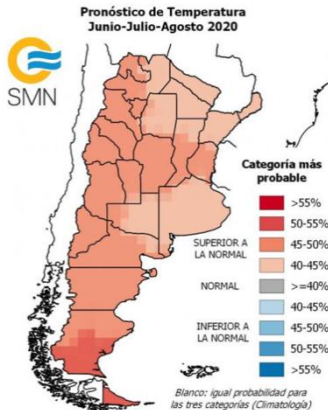 Pronóstico de Temperatura
Junio-Julio-Agosto 2020
SMN
Categoría más
probable
>55%
50-55%
SUPERIOR A
LA NORMAL
45-50%
40-45%
NORMAL
>=40%
40-45%
INFERIOR A
LA NORMAL
45-50%
50-55%
>55%
Blanco: igual probabilidad para
las tres categorías (Climatología)